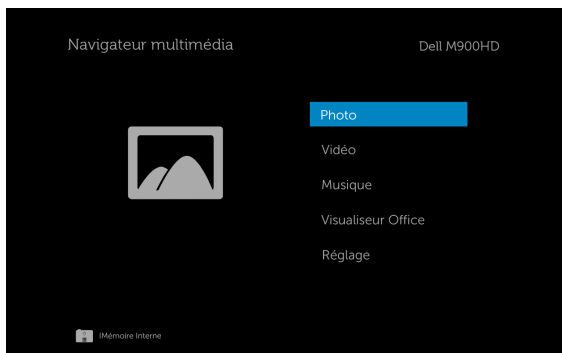 Navigateur multimédia
Dell M900HD
Photo
Vidéo
Musique
Visualiseur Office
Réglage
IMémoire Interne